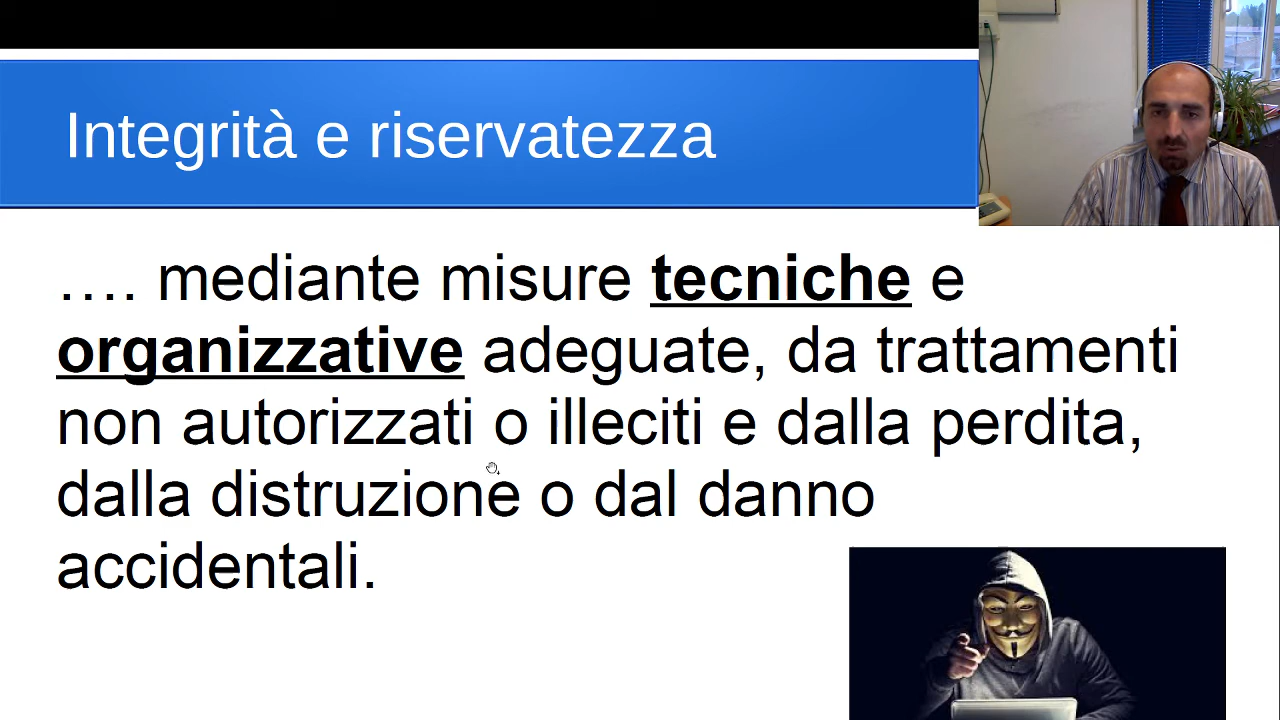 Integrità e riservatezza
…. mediante misure tecniche e
organizzative adeguate, da trattamenti
non autorizzati o illeciti e dalla perdita,
dalla distruzione o dal danno
accidentali.